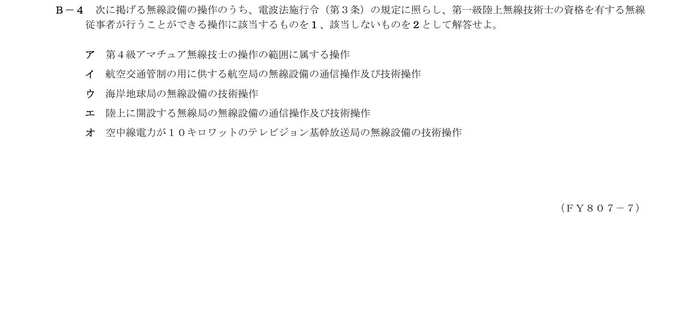 Ｂ－４ 次に掲げる無線設備の操作のうち、電波法施行令（第３条）の規定に照らし、第一級陸上無線技術士の資格を有する無線
従事者が行うことができる操作に該当するものを１、該当しないものを２として解答せよ。
ア 第４級アマチュア無線技士の操作の範囲に属する操作
イ 航空交通管制の用に供する航空局の無線設備の通信操作及び技術操作
ウ 海岸地球局の無線設備の技術操作
エ 陸上に開設する無線局の無線設備の通信操作及び技術操作
オ 空中線電力が１０キロワットのテレビジョン基幹放送局の無線設備の技術操作
（ＦＹ８０７－７）